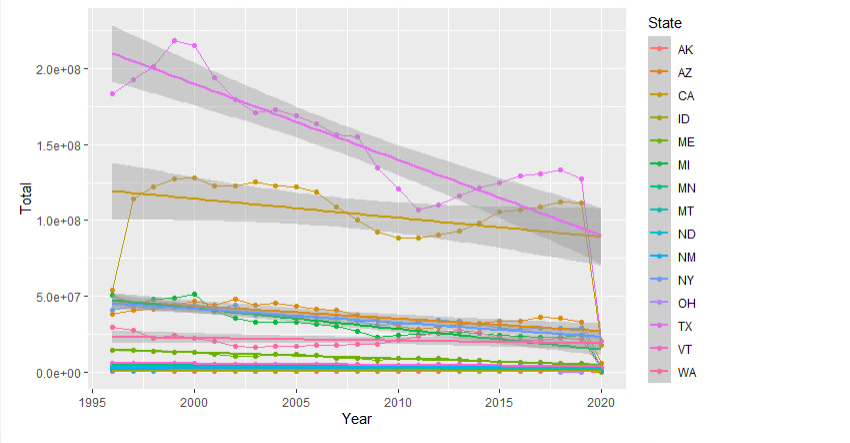 State
AK
AZ
CA
ID
ME
MI
MN
MT
ND
NM
NY
OH
TX
VT
WA
Total
2.0e+08
1.5e+08
1.0e+08
5.0e+07
0.0e+00
1995 2000 2005 2010 2015 2020
Year